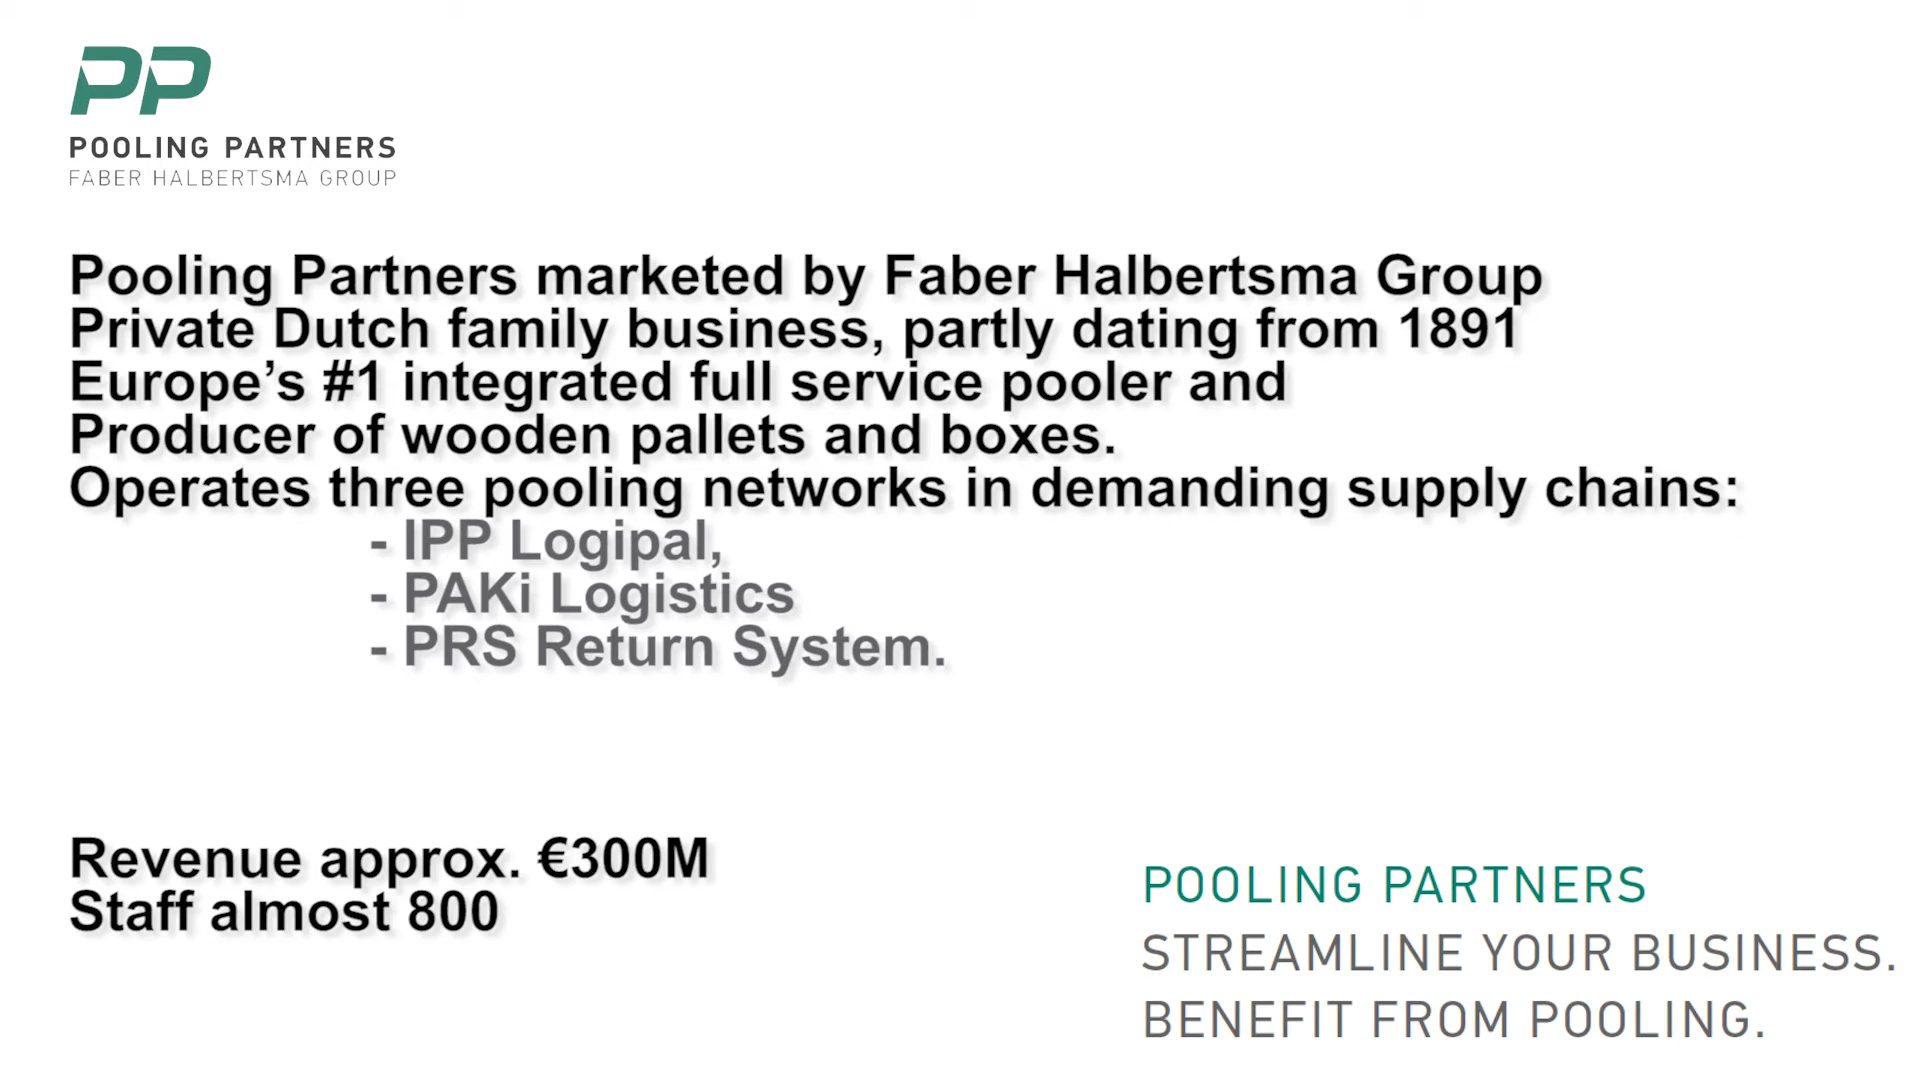 PP
POOLING PARTNERS
FABER HALBERTSMA GROUP
Pooling Partners marketed by Faber Halbertsma Group
Private Dutch family business, partly dating from 1891
Europe’s #1 integrated full service pooler and
Producer of wooden pallets and boxes.
Operates three pooling networks in demanding supply chains:
- IPP Logipal,
- PAKi Logistics
- PRS Return System.
Revenue approx. €300M
Staff almost 800
POOLING PARTNERS
STREAMLINE YOUR BUSINESS.
BENEFIT FROM POOLING.